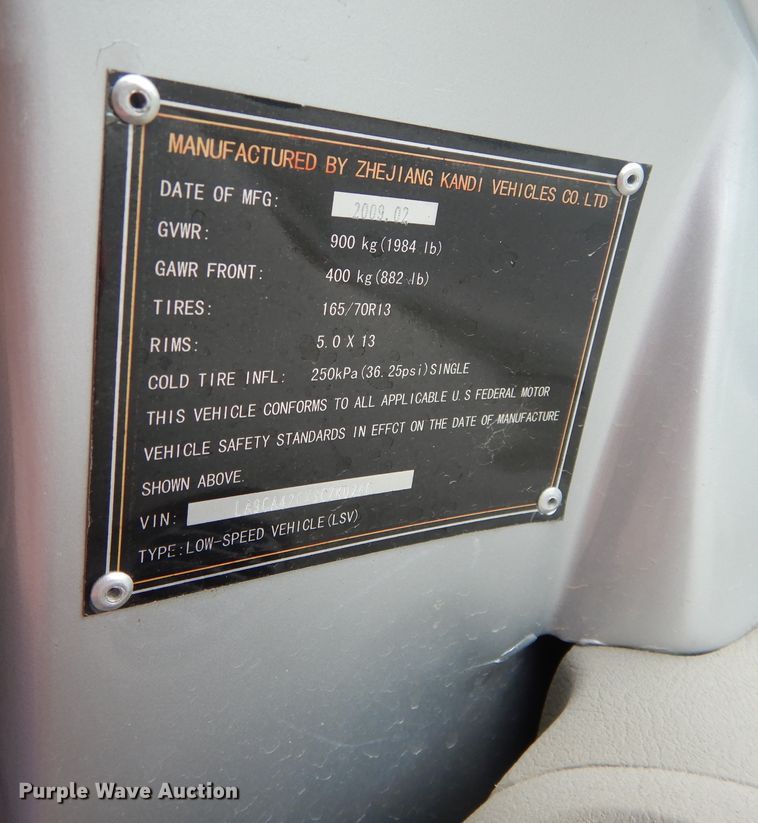 MANUFACTURED BY ZHEJIANG KANDI VEHICLES CO. LTD
DATE OF MFG: 2009.02
GVWR: 900 kg(1984 lb)
GAWR FRONT: 400 kg(882 lb)
TIRES: 165/70R13
RIMS: 5.0 X 13
COLD TIRE INFL: 250kPa(36.25psi)SINGLE
THIS VEHICLE CONFORMS TO ALL APPLICABLE U.S FEDERAL MOTOR
VEHICLE SAFETY STANDARDS IN EFFCT ON THE DATE OF MANUFACTURE
SHOWN ABOVE.
VIN:
TYPE:LOW-SPEED VEHICLE(LSV)
Purple Wave Auction